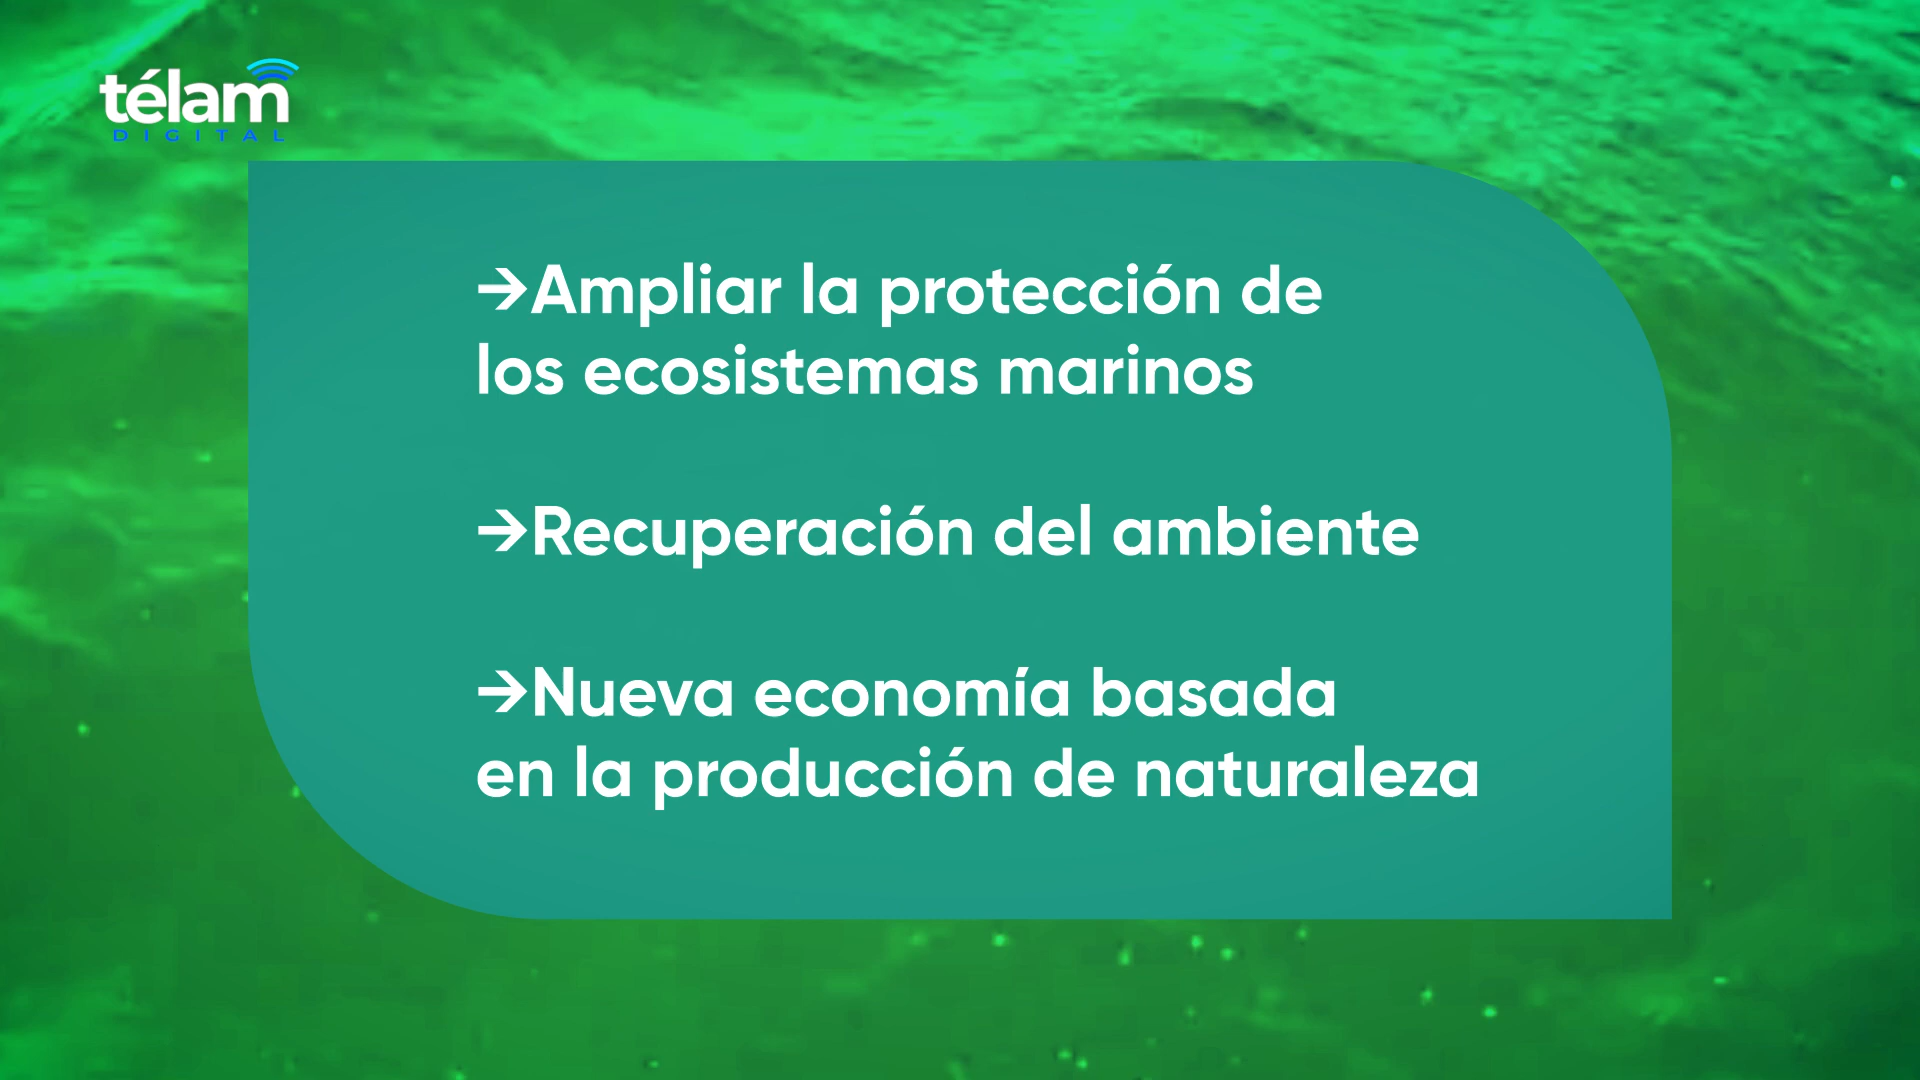 télam
DIGITAL
→Ampliar la protección de
los ecosistemas marinos
→Recuperación del ambiente
→Nueva economía basada
en la producción de naturaleza